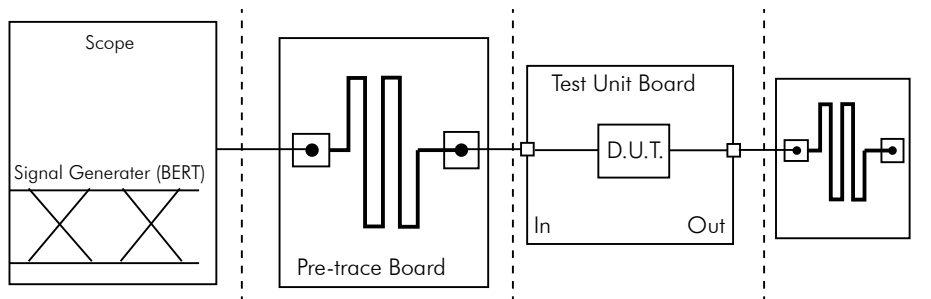 Scope
Signal Generater (BERT)
Pre-trace Board
Test Unit Board
D.U.T.
In
Out